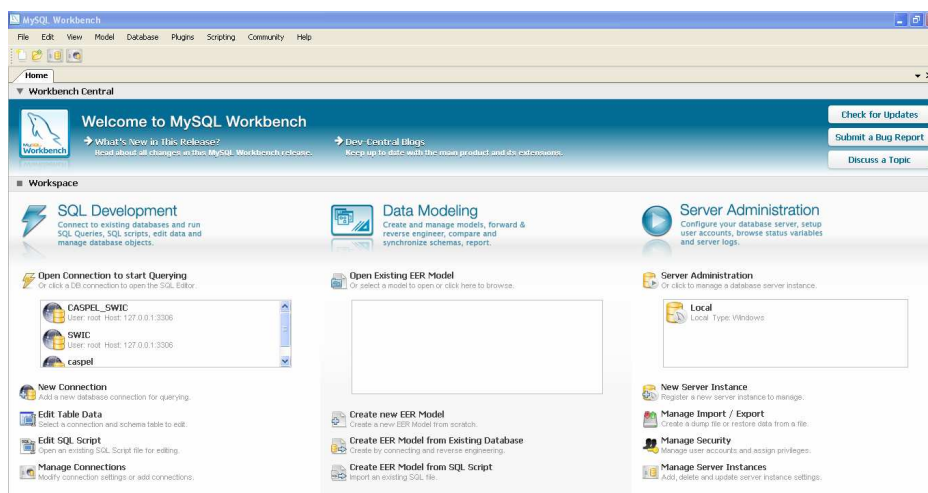 MySQL Workbench
File Edit View Model Database Plugins Scripting Community Help
Home
Workbench Central
MySQL
Workbench
Welcome to MySQL Workbench
What's New in This Release?
Read about all changes in this MySQL Workbench release.
Dev-Central Blogs
Keep up to date with the main product and its extensions.
Check for Updates
Submit a Bug Report
Discuss a Topic
Workspace
SQL Development
Connect to existing databases and run
SQL Queries, SQL scripts, edit data and
manage database objects.
Open Connection to start Querying
Or click a DB connection to open the SQL Editor.
CASPEL_SWIC
User: root Host: 127.0.0.1:3306
SWIC
User: root Host: 127.0.0.1:3306
caspel
New Connection
Add a new database connection for querying.
Edit Table Data
Select a connection and schema table to edit.
Edit SQL Script
Open an existing SQL Script file for editing.
Manage Connections
Modify connection settings or add connections.
Data Modeling
Create and manage models, forward &
reverse engineer, compare and
synchronize schemas, report.
Open Existing EER Model
Or select a model to open or click here to browse.
Create new EER Model
Create a new EER Model from scratch.
Create EER Model from Existing Database
Create by connecting and reverse engineering.
Create EER Model from SQL Script
Import an existing SQL file.
Server Administration
Configure your database server, setup
user accounts, browse status variables
and server logs.
Server Administration
Or click to manage a database server instance.
Local
Local Type: Windows
New Server Instance
Register a new server instance to manage.
Manage Import / Export
Create a dump file or restore data from a file.
Manage Security
Manage user accounts and assign privileges.
Manage Server Instances
Add, delete and update server instance settings.